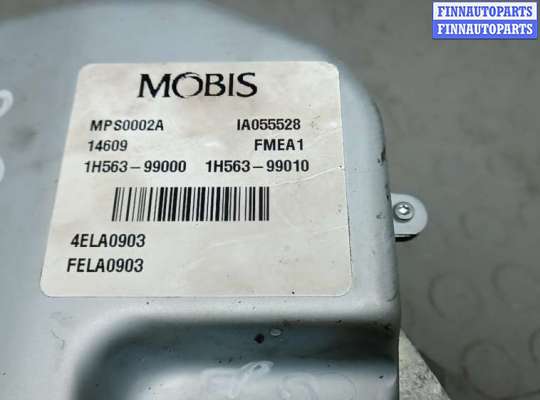 FINNAUTOPARTS
FINNAUTOPARTS
MOBIS
MPS0002A IA055528
14609 FMEA1
1H563-99000 1H563-99010
4ELA0903
FELA0903